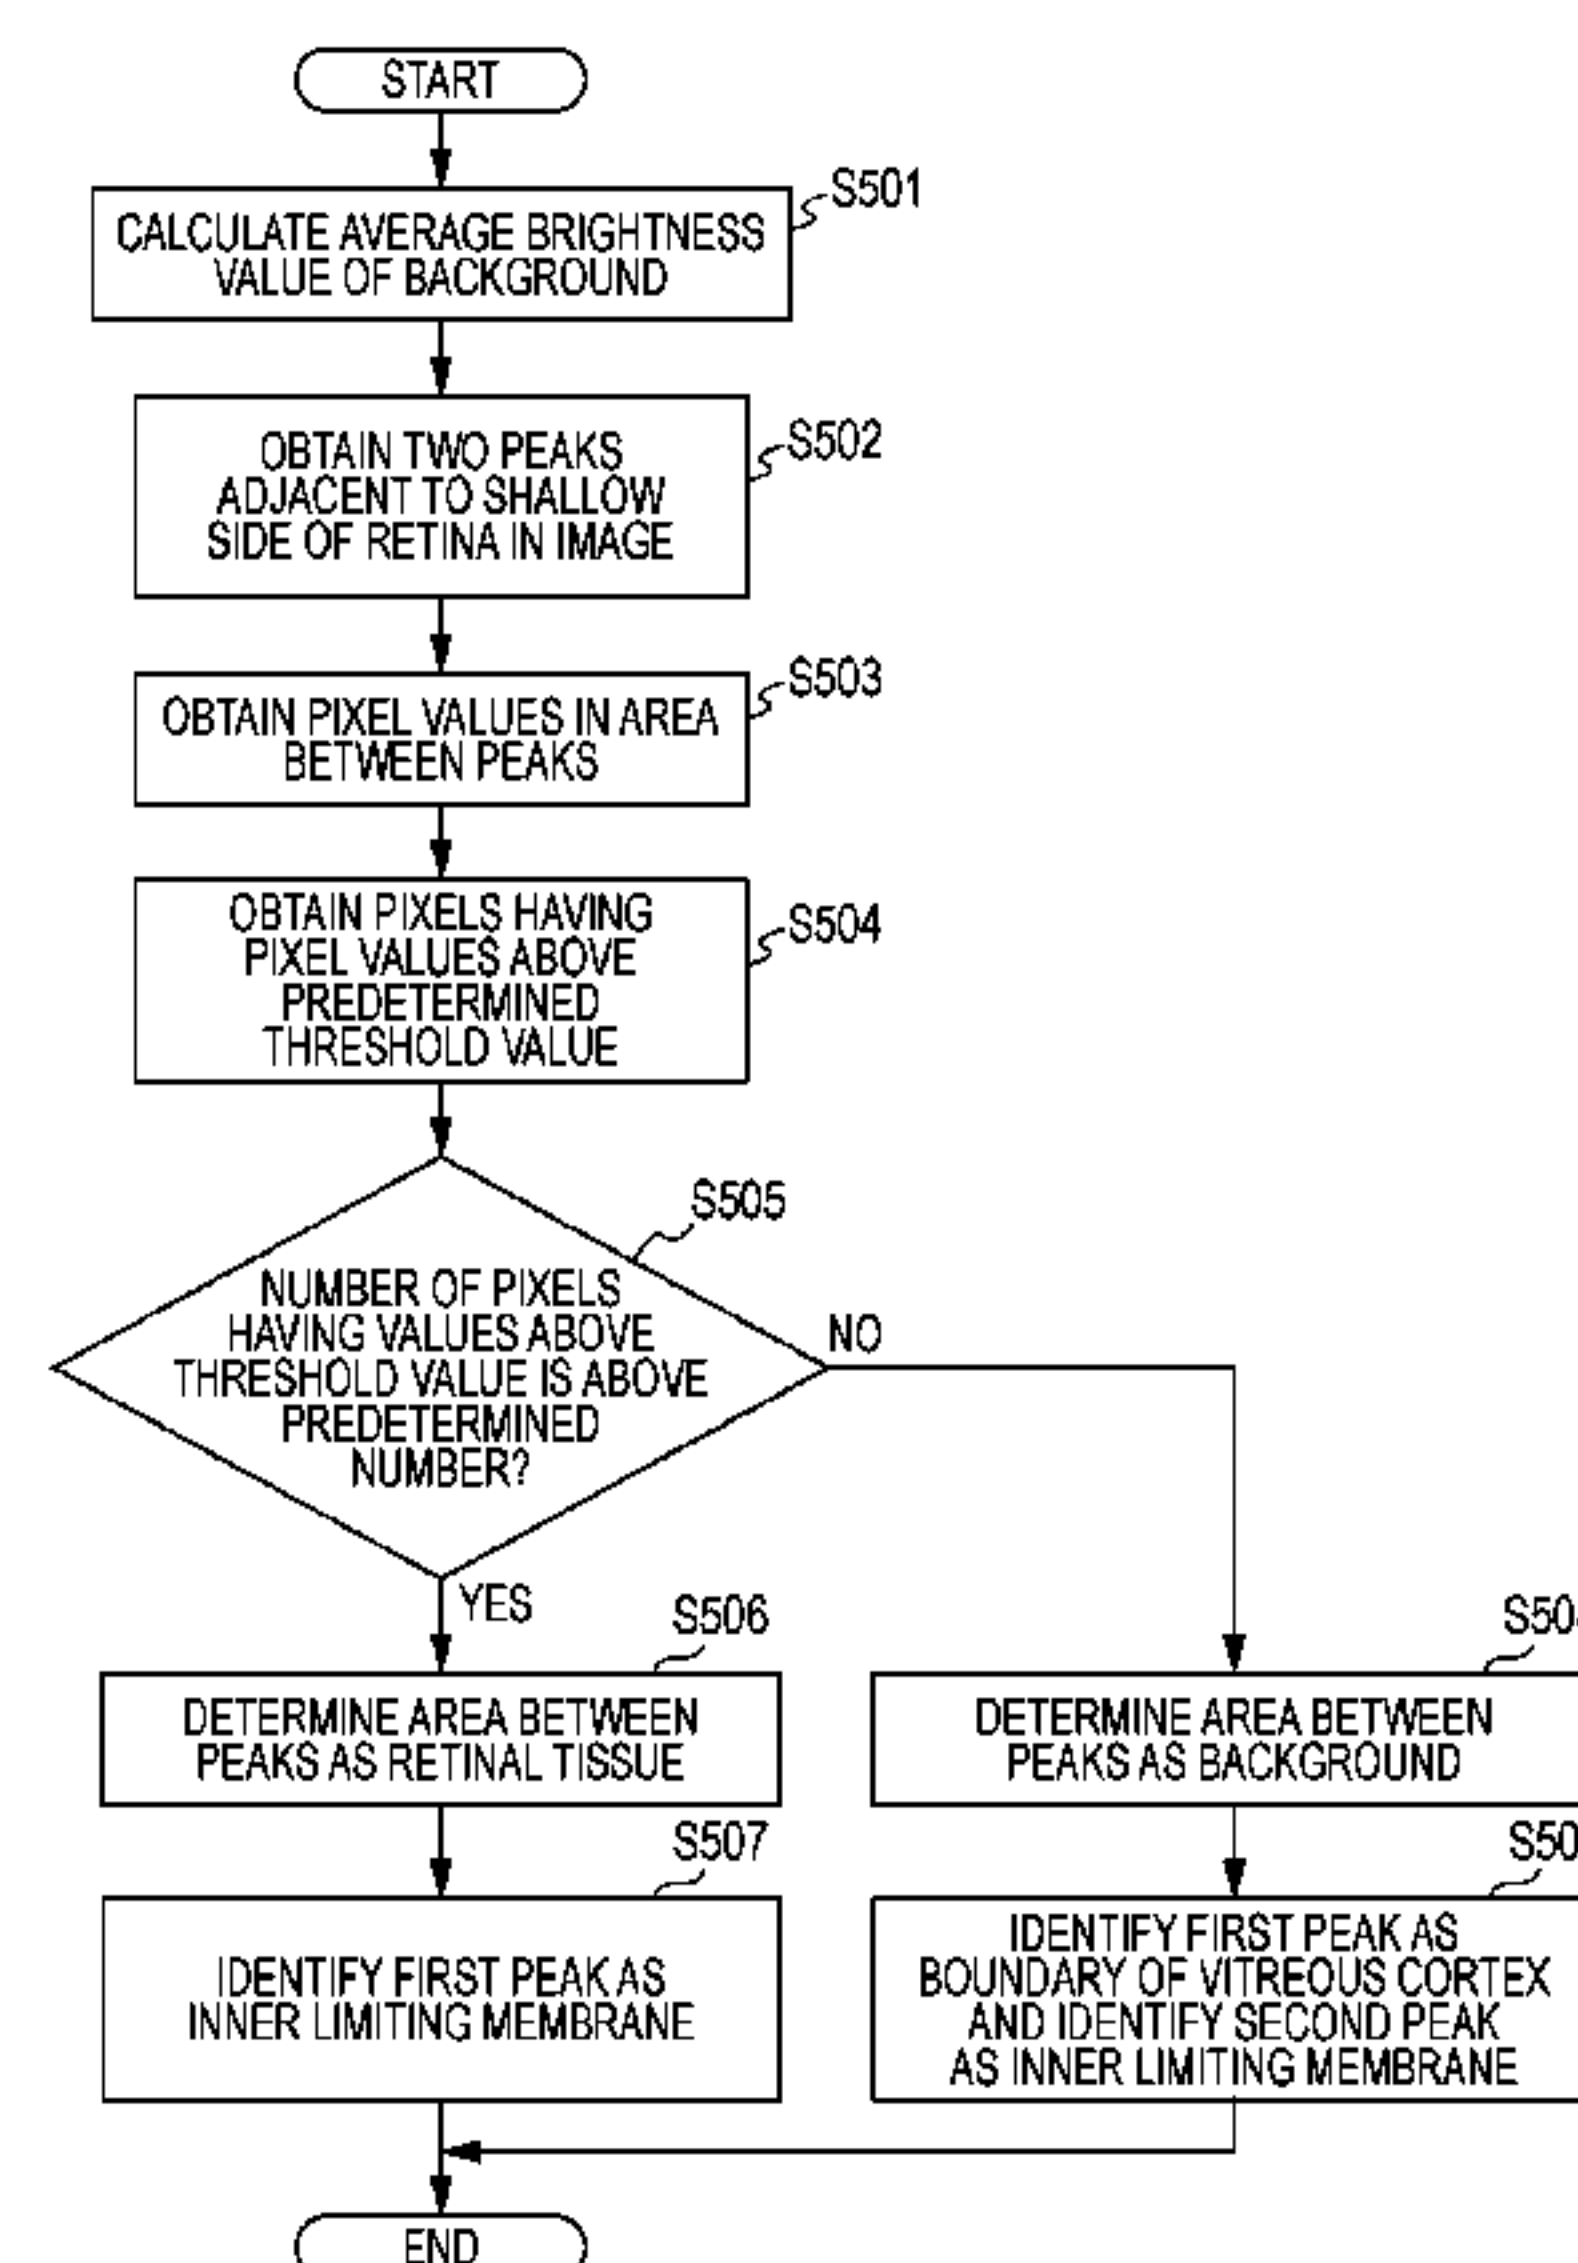 START
S501
CALCULATE AVERAGE BRIGHTNESS
VALUE OF BACKGROUND
S502
OBTAIN TWO PEAKS
ADJACENT TO SHALLOW
SIDE OF RETINA IN IMAGE
S503
OBTAIN PIXEL VALUES IN AREA
BETWEEN PEAKS
S504
OBTAIN PIXELS HAVING
PIXEL VALUES ABOVE
PREDETERMINED
THRESHOLD VALUE
S505
NUMBER OF PIXELS
HAVING VALUES ABOVE
THRESHOLD VALUE IS ABOVE
PREDETERMINED
NUMBER?
NO
YES
S506
DETERMINE AREA BETWEEN
PEAKS AS RETINAL TISSUE
DETERMINE AREA BETWEEN
PEAKS AS BACKGROUND
S507
IDENTIFY FIRST PEAK AS
INNER LIMITING MEMBRANE
S50
IDENTIFY FIRST PEAK AS
BOUNDARY OF VITREOUS CORTEX
AND IDENTIFY SECOND PEAK
AS INNER LIMITING MEMBRANE
END